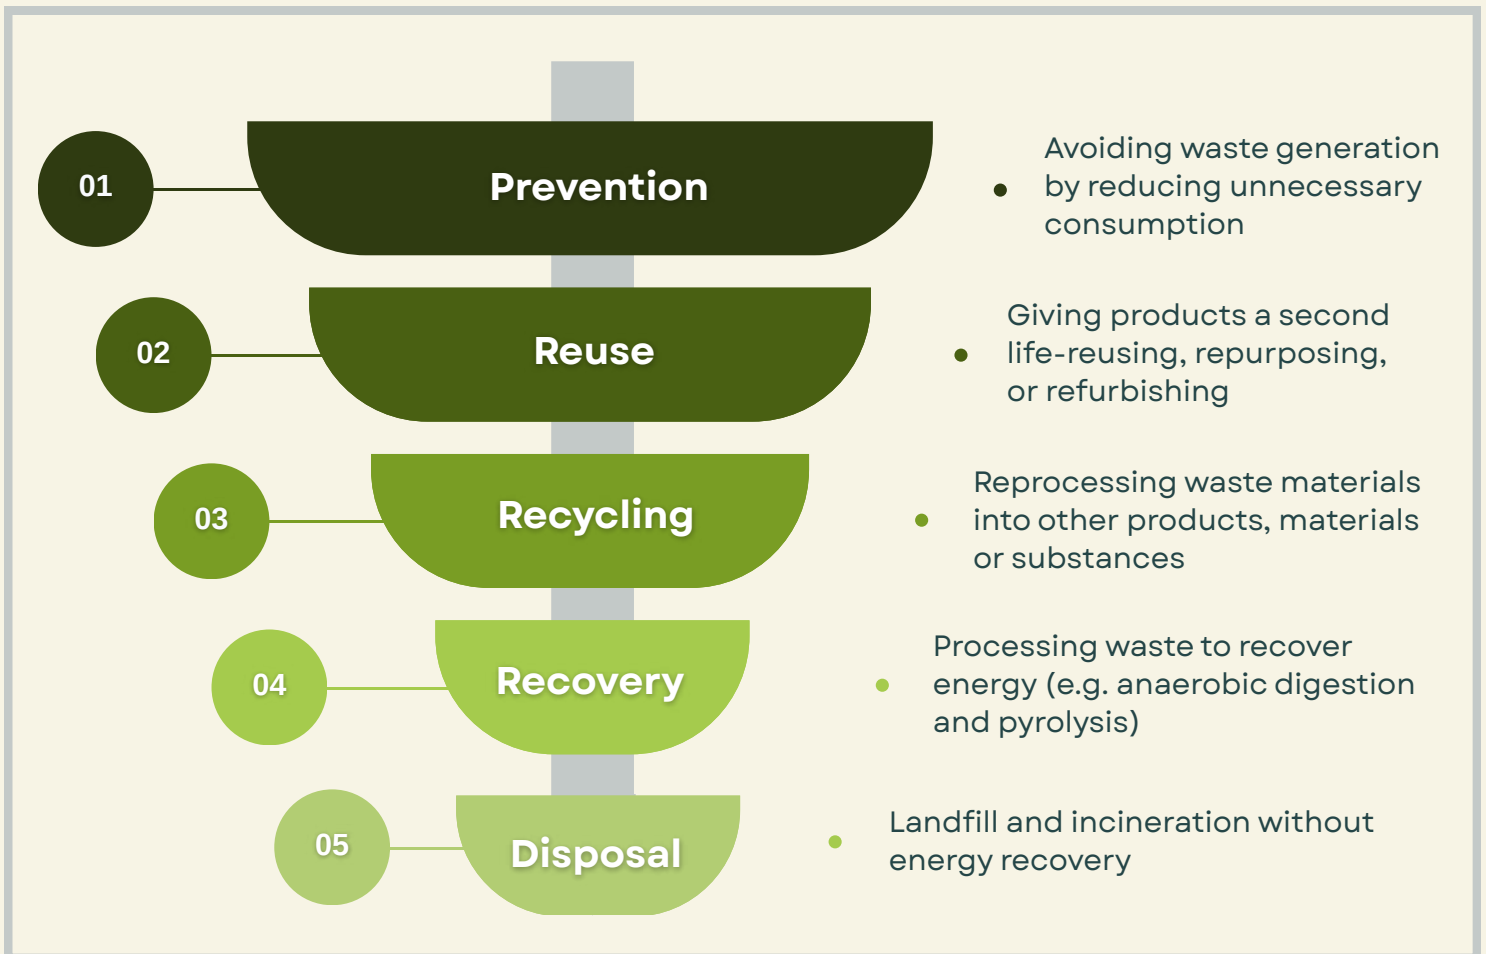 01
Prevention
Avoiding waste generation
by reducing unnecessary
consumption
02
Reuse
Giving products a second
life-reusing, repurposing,
or refurbishing
03
Recycling
Reprocessing waste materials
into other products, materials
or substances
04
Recovery
Processing waste to recover
energy (e.g. anaerobic digestion
and pyrolysis)
05
Disposal
Landfill and incineration without
energy recovery